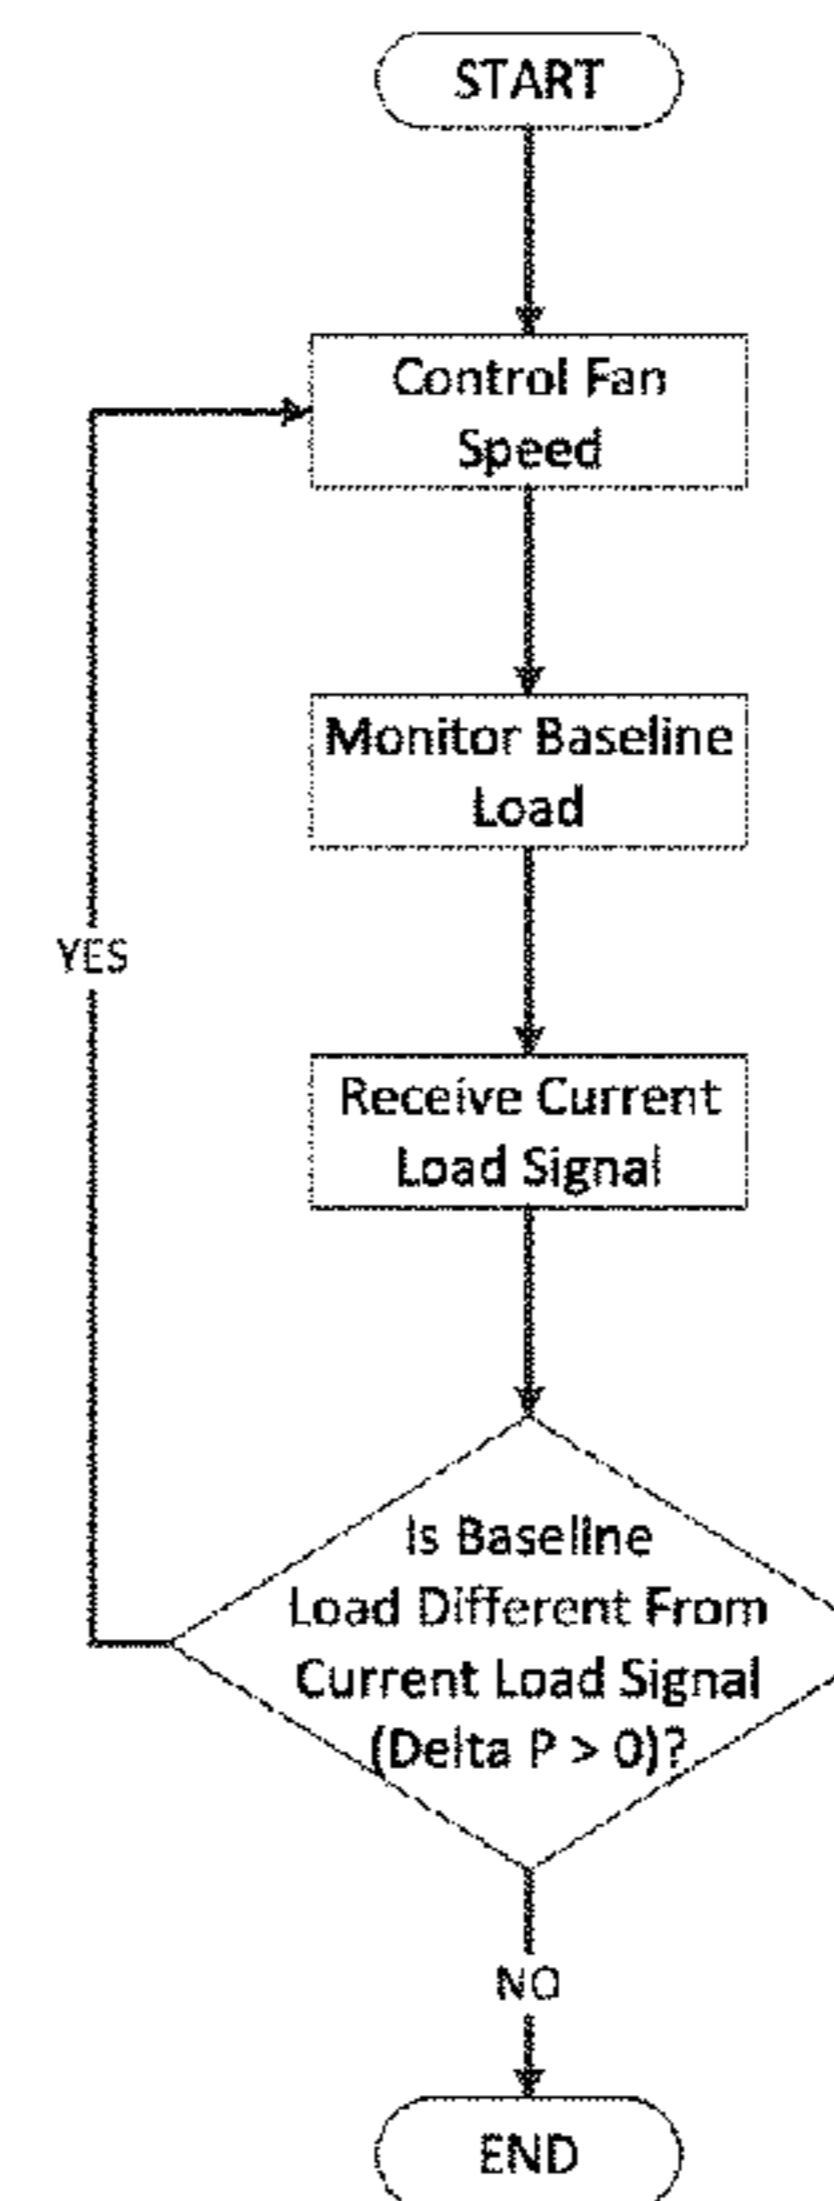 START
Control Fan
Speed
Monitor Baseline
Load
YES
Receive Current
Load Signal
Is Baseline
Load Different From
Current Load Signal
(Delta P > 0)?
NO
END